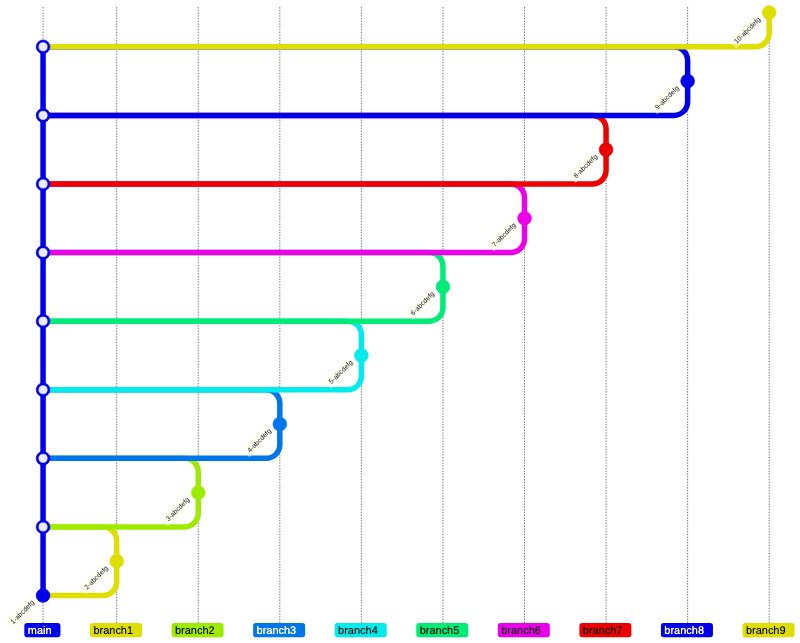 10-abcdefg
9-abcdefg
8-abcdefg
7-abcdefg
6-abcdefg
5-abcdefg
4-abcdefg
3-abcdefg
2-abcdefg
1-abcdefg
main branch1 branch2 branch3 branch4 branch5 branch6 branch7 branch8 branch9